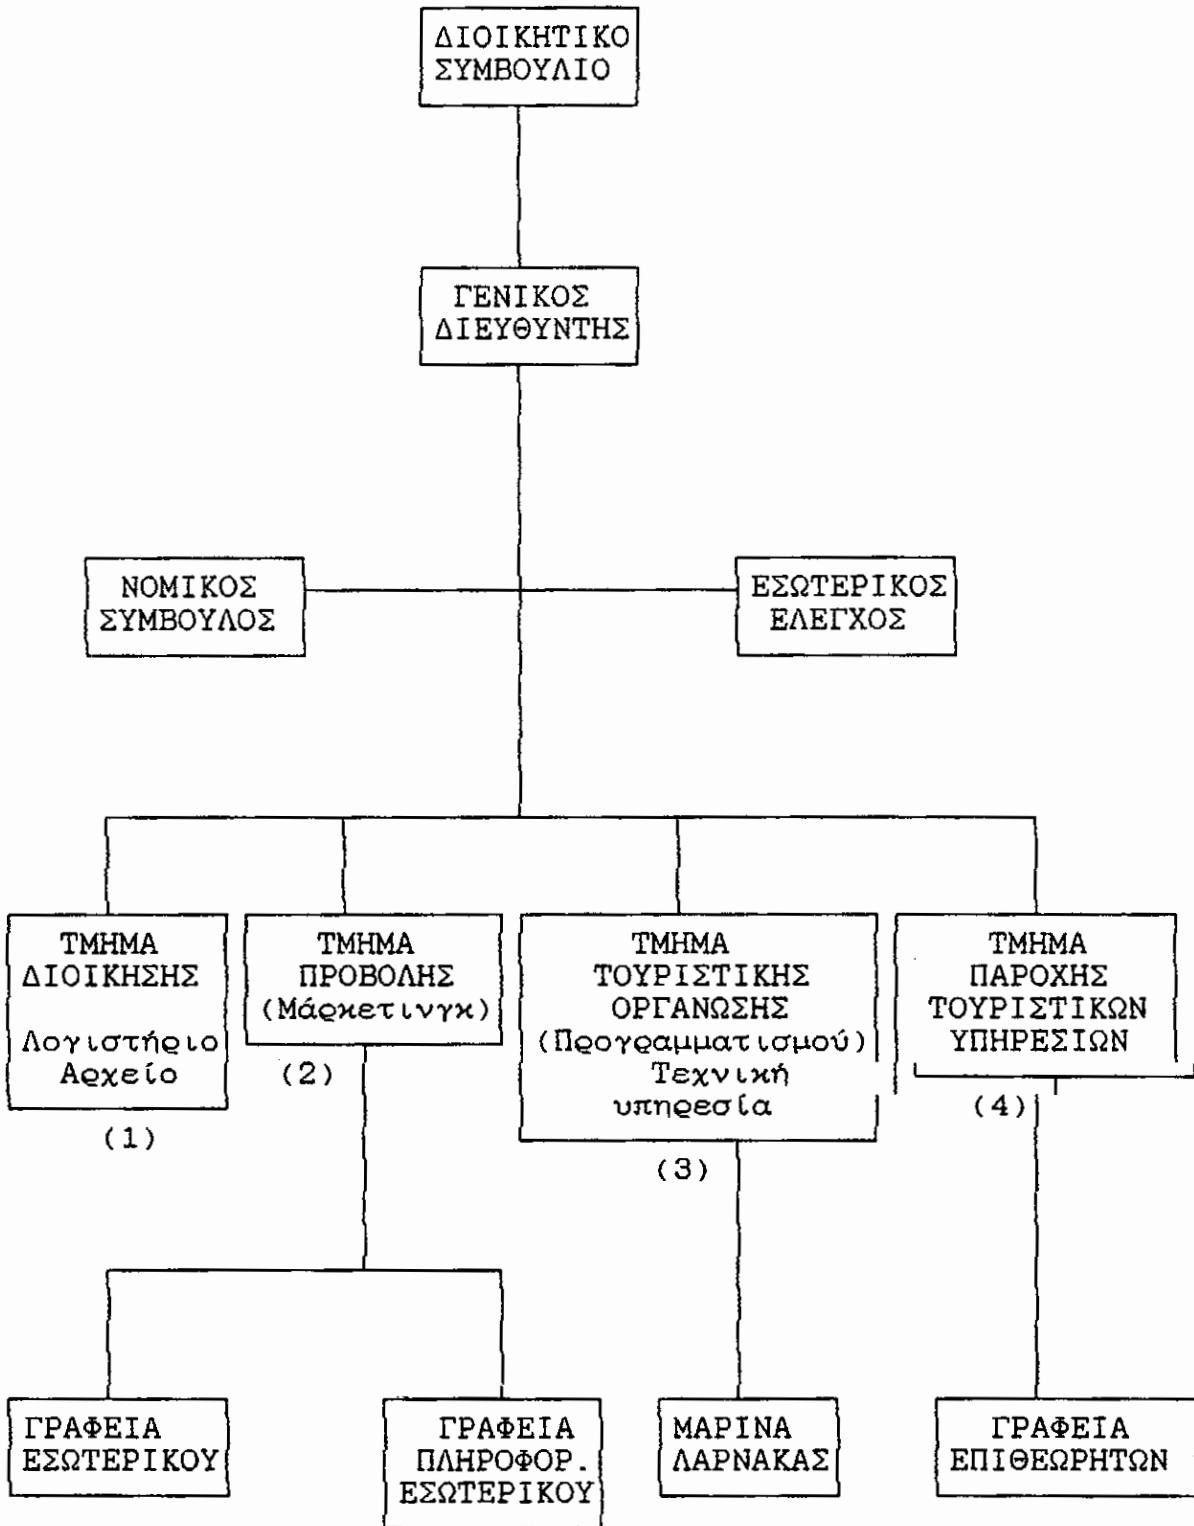 ΔΙΟΙΚΗΤΙΚΟ
ΣΥΜΒΟΥΛΙΟ
ΓΕΝΙΚΟΣ
ΔΙΕΥΘΥΝΤΗΣ
ΝΟΜΙΚΟΣ
ΣΥΜΒΟΥΛΟΣ
ΕΣΩΤΕΡΙΚΟΣ
ΕΛΕΓΧΟΣ
ΤΜΗΜΑ
ΔΙΟΙΚΗΣΗΣ
Λογιστήριο
Αρχείο
(1)
ΤΜΗΜΑ
ΠΡΟΒΟΛΗΣ
(Μάρκετινγκ)
(2)
ΤΜΗΜΑ
ΤΟΥΡΙΣΤΙΚΗΣ
ΟΡΓΑΝΩΣΗΣ
(Προγραμματισμού)
Τεχνική
υπηρεσία
(3)
ΤΜΗΜΑ
ΠΑΡΟΧΗΣ
ΤΟΥΡΙΣΤΙΚΩΝ
ΥΠΗΡΕΣΙΩΝ
(4)
ΓΡΑΦΕΙΑ
ΕΣΩΤΕΡΙΚΟΥ
ΓΡΑΦΕΙΑ
ΠΛΗΡΟΦΟΡ.
ΕΣΩΤΕΡΙΚΟΥ
ΜΑΡΙΝΑ
ΛΑΡΝΑΚΑΣ
ΓΡΑΦΕΙΑ
ΕΠΙΘΕΩΡΗΤΩΝ